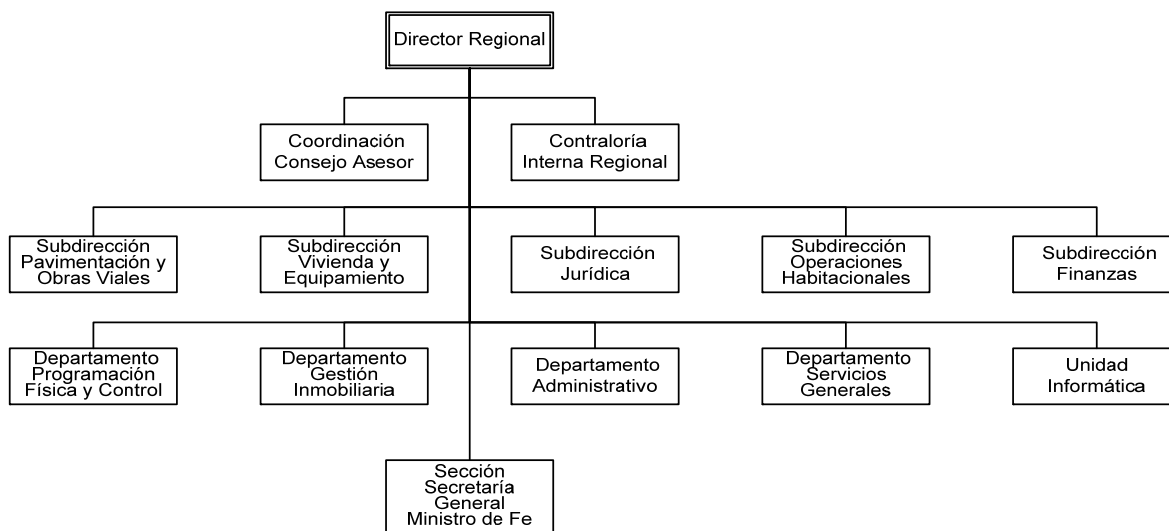 Director Regional
Coordinación
Consejo Asesor
Contraloría
Interna Regional
Subdirección
Pavimentación y
Obras Viales
Subdirección
Vivienda y
Equipamiento
Subdirección
Jurídica
Subdirección
Operaciones
Habitacionales
Subdirección
Finanzas
Departamento
Programación
Física y Control
Departamento
Gestión
Inmobiliaria
Departamento
Administrativo
Departamento
Servicios
Generales
Unidad
Informática
Sección
Secretaría
General
Ministro de Fe